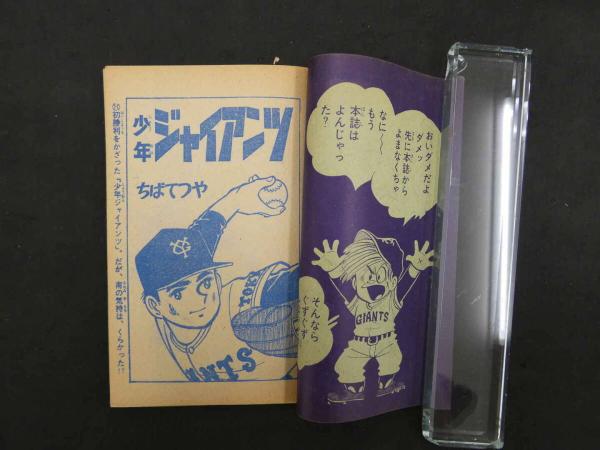 おいダメだよ
ダメッ
先に本誌から
よまなくちゃ
なに〜〜
もう
本誌は
よんじゃっ
た?
そんなら
ぐずぐず
GIANTS
少年
ジャイアンツ
ちばてつや
YG
ANTS
⑳初勝利をかざった「少年ジャイアンツ」。だが、南の気持は、くらかった!!